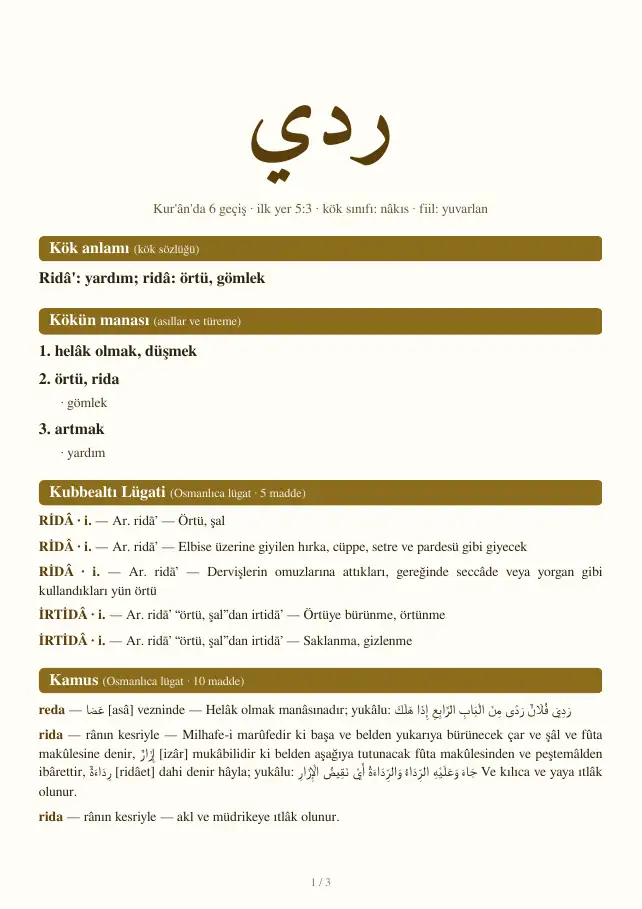 ردي
Kur'ân'da 6 geçiş · ilk yer 5:3 · kök sınıfı: nâkıs · fiil: yuvarlan
Kök anlamı (kök sözlüğü)
Ridâ': yardım; ridâ: örtü, gömlek
Kökün manası (asıllar ve türeme)
1. helâk olmak, düşmek
2. örtü, rida
· gömlek
3. artmak
· yardım
Kubbealtı Lügati (Osmanlıca lügat · 5 madde)
RİDÂ · i. — Ar. ridā’ — Örtü, şal
RİDÂ · i. — Ar. ridā’ — Elbise üzerine giyilen hırka, cüppe, setre ve pardesü gibi giyecek
RİDÂ · i. — Ar. ridā’ — Dervişlerin omuzlarına attıkları, gereğinde seccâde veya yorgan gibi
kullandıkları yün örtü
İRTİDÂ · i. — Ar. ridā’ “örtü, şal”dan irtidā’ — Örtüye bürünme, örtünme
İRTİDÂ · i. — Ar. ridā’ “örtü, şal”dan irtidā’ — Saklanma, gizlenme
Kamus (Osmanlıca lügat · 10 madde)
reda — عَصَا [asâ] vezninde — Helâk olmak manâsınadır; yukâlu: رَدِيَ فُلَانٌ رَدًى مِنَ الْبَابِ الرَّابِعِ إِذَا هَلَكَ
rida — rânın kesriyle — Milhafe-i marûfedir ki başa ve belden yukarıya bürünecek çar ve şâl ve fûta
makûlesine denir, إِزَارٌ [izâr] mukâbilidir ki belden aşağıya tutunacak fûta makûlesinden ve peştemâlden
ibârettir, رِدَاءَةٌ [ridâet] dahi denir hâyla; yukâlu: جَاءَ وَعَلَيْهِ الرِّدَاءُ وَالرِّدَاءَةُ أَيْ نَقِيضُ الْإِزَارِ Ve kılıca ve yaya ıtlâk
olunur.
rida — rânın kesriyle — akl ve müdrikeye ıtlâk olunur.
1 / 3